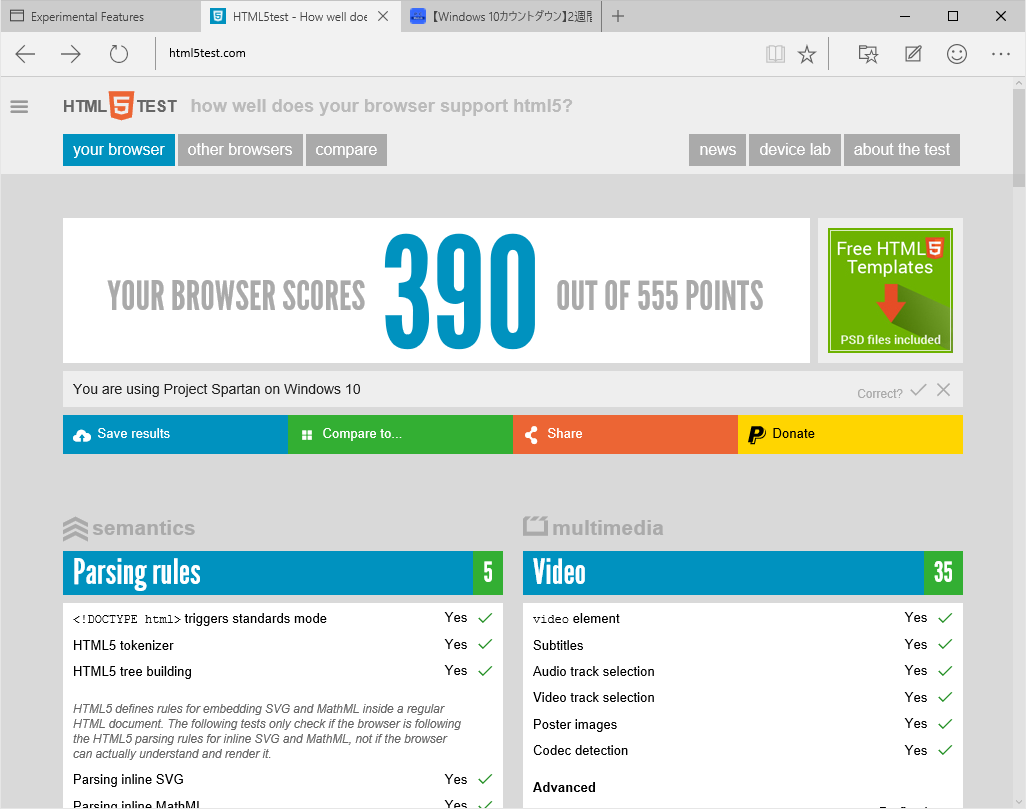 Experimental Features
HTML5test - How well doe
【Windows 10カウントダウン】2週間
html5test.com
HTML 5 TEST how well does your browser support html5?
your browser other browsers compare news device lab about the test
YOUR BROWSER SCORES 390 OUT OF 555 POINTS
Free HTML5
Templates
PSD files included
You are using Project Spartan on Windows 10
Correct?
Save results Compare to... Share Donate
semantics
Parsing rules 5
<!DOCTYPE html> triggers standards mode Yes
HTML5 tokenizer Yes
HTML5 tree building Yes
HTML5 defines rules for embedding SVG and MathML inside a regular
HTML document. The following tests only check if the browser is following
the HTML5 parsing rules for inline SVG and MathML, not if the browser
can actually understand and render it.
Parsing inline SVG Yes
Parsing inline MathML Yes
multimedia
Video 35
video element Yes
Subtitles Yes
Audio track selection Yes
Video track selection Yes
Poster images Yes
Codec detection Yes
Advanced